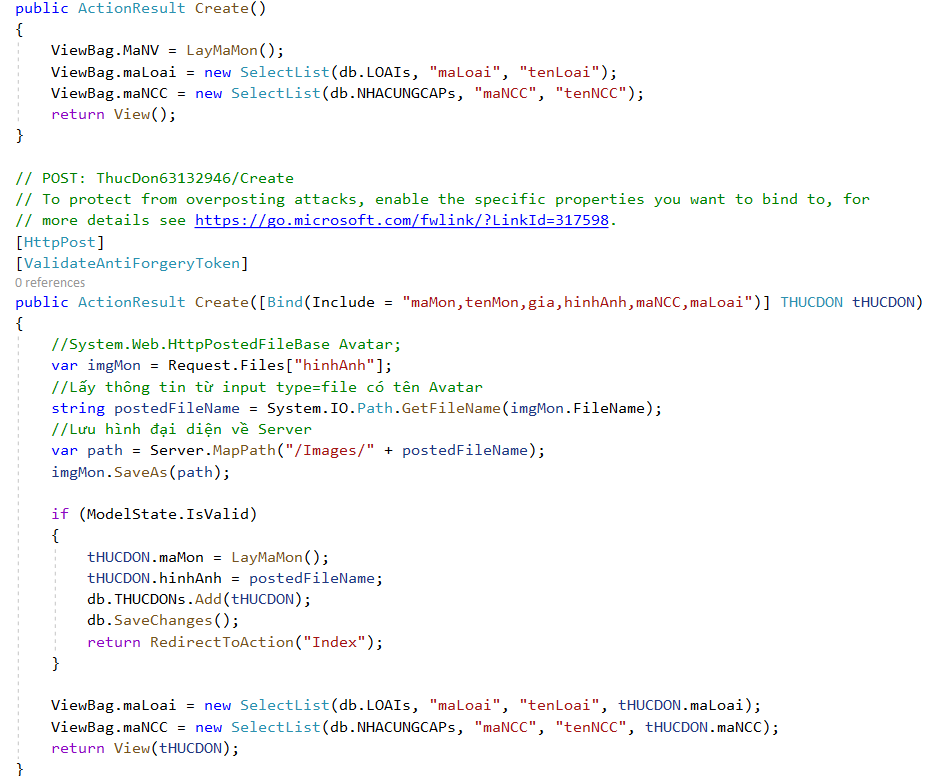 public ActionResult Create()
{
    ViewBag.MaNV = LayMaMon();
    ViewBag.maLoai = new SelectList(db.LOAIs, "maLoai", "tenLoai");
    ViewBag.maNCC = new SelectList(db.NHACUNGCAPs, "maNCC", "tenNCC");
    return View();
}

// POST: ThucDon63132946/Create
// To protect from overposting attacks, enable the specific properties you want to bind to, for
// more details see https://go.microsoft.com/fwlink/?LinkId=317598.
[HttpPost]
[ValidateAntiForgeryToken]
0 references
public ActionResult Create([Bind(Include = "maMon,tenMon,gia,hinhAnh,maNCC,maLoai")] THUCDON tHUCDON)
{
    //System.Web.HttpPostedFileBase Avatar;
    var imgMon = Request.Files["hinhAnh"];
    //Lấy thông tin từ input type=file có tên Avatar
    string postedFileName = System.IO.Path.GetFileName(imgMon.FileName);
    //Lưu hình đại diện về Server
    var path = Server.MapPath("/Images/" + postedFileName);
    imgMon.SaveAs(path);

    if (ModelState.IsValid)
    {
        tHUCDON.maMon = LayMaMon();
        tHUCDON.hinhAnh = postedFileName;
        db.THUCDONs.Add(tHUCDON);
        db.SaveChanges();
        return RedirectToAction("Index");
    }

    ViewBag.maLoai = new SelectList(db.LOAIs, "maLoai", "tenLoai", tHUCDON.maLoai);
    ViewBag.maNCC = new SelectList(db.NHACUNGCAPs, "maNCC", "tenNCC", tHUCDON.maNCC);
    return View(tHUCDON);
}